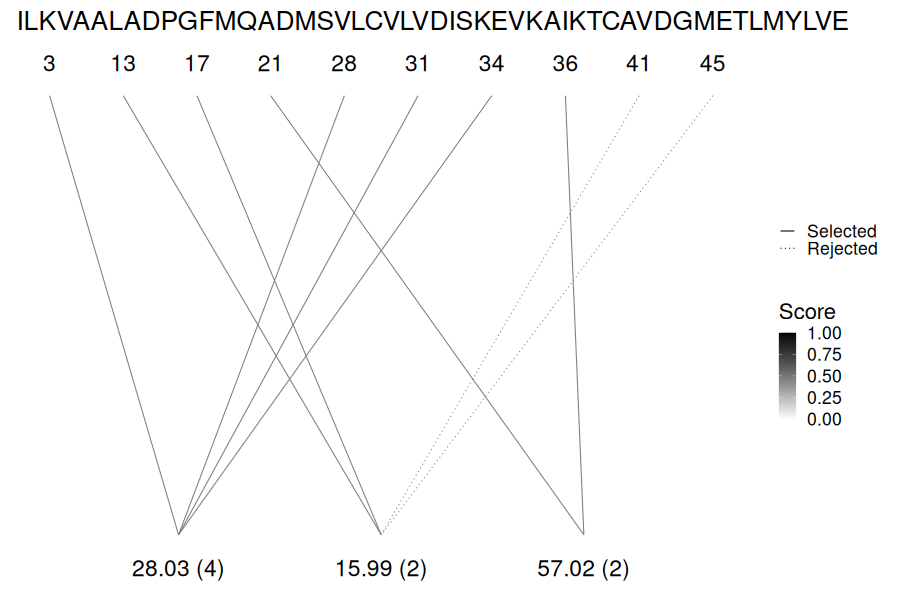 ILKVAALADPGFMQADMSVLCVLVDISKEVKAIKTCAVDGMETLMYLVE
3 13 17 21 28 31 34 36 41 45
Selected
Rejected
Score
1.00
0.75
0.50
0.25
0.00
28.03 (4) 15.99 (2) 57.02 (2)